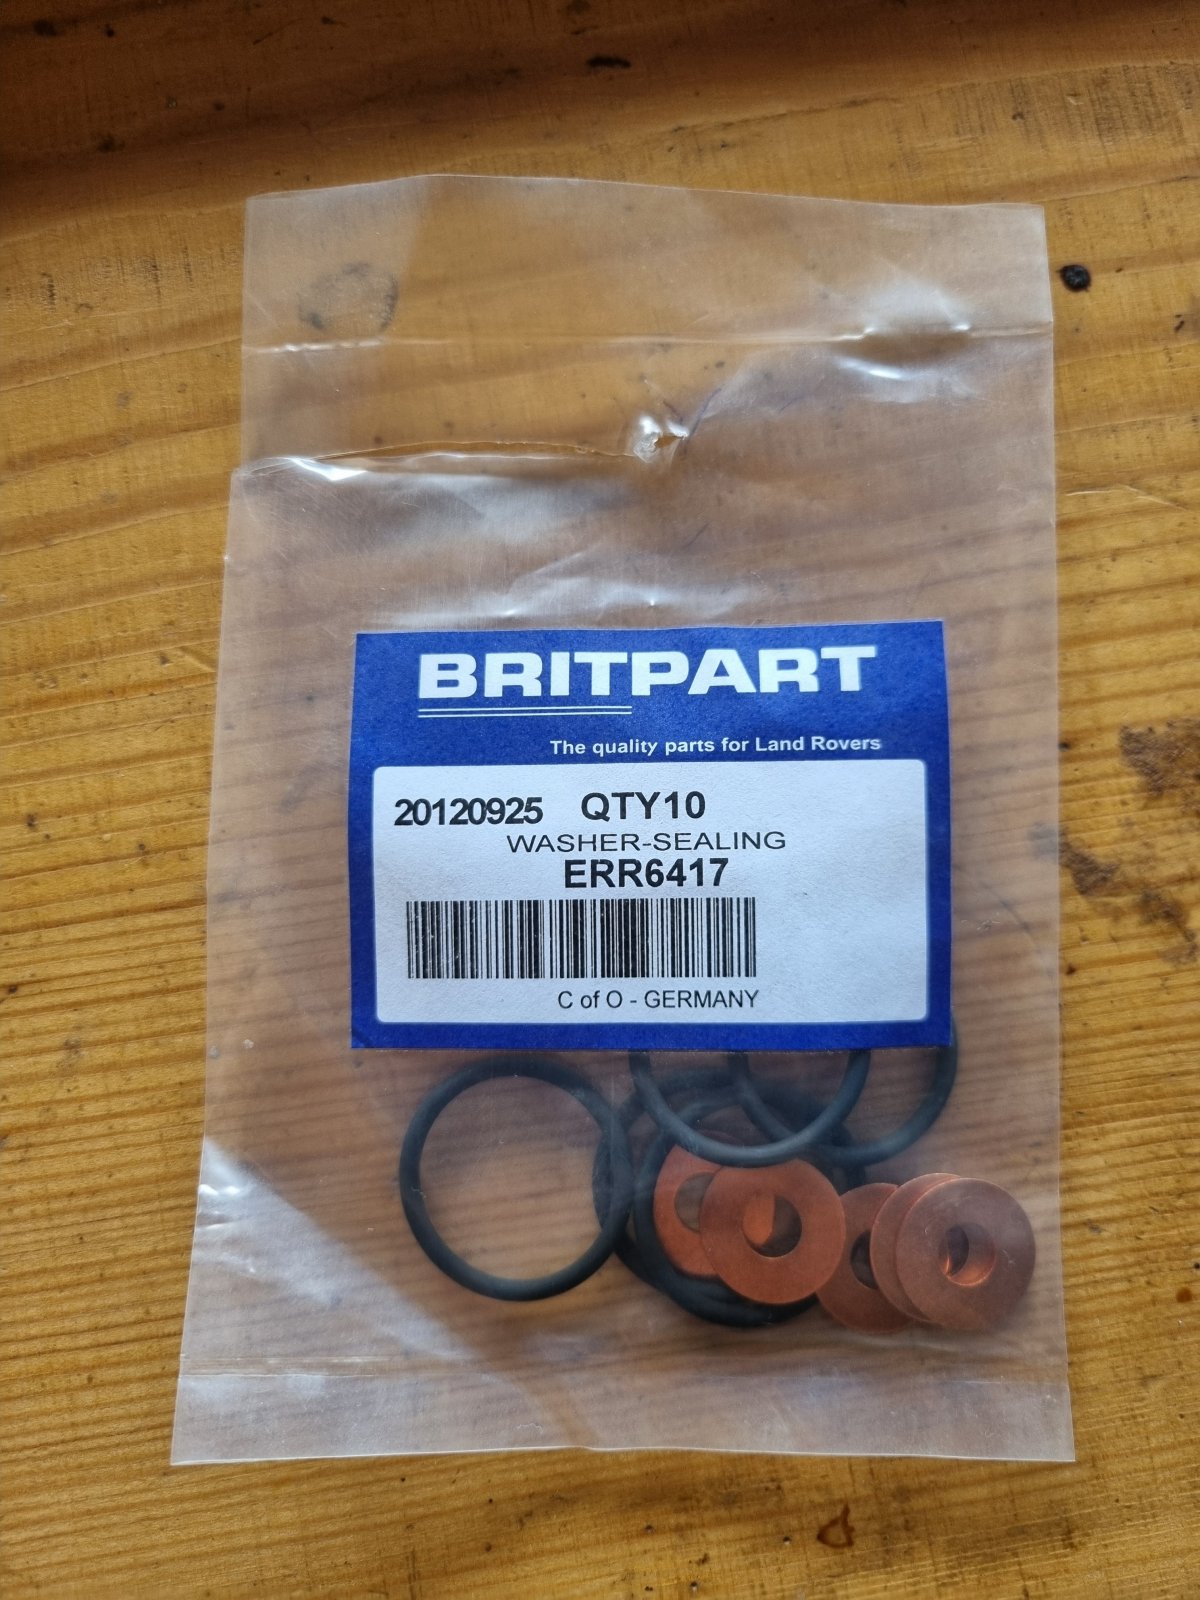 BRITPART
The quality parts for Land Rovers
20120925 QTY10
WASHER-SEALING
ERR6417
C of O - GERMANY